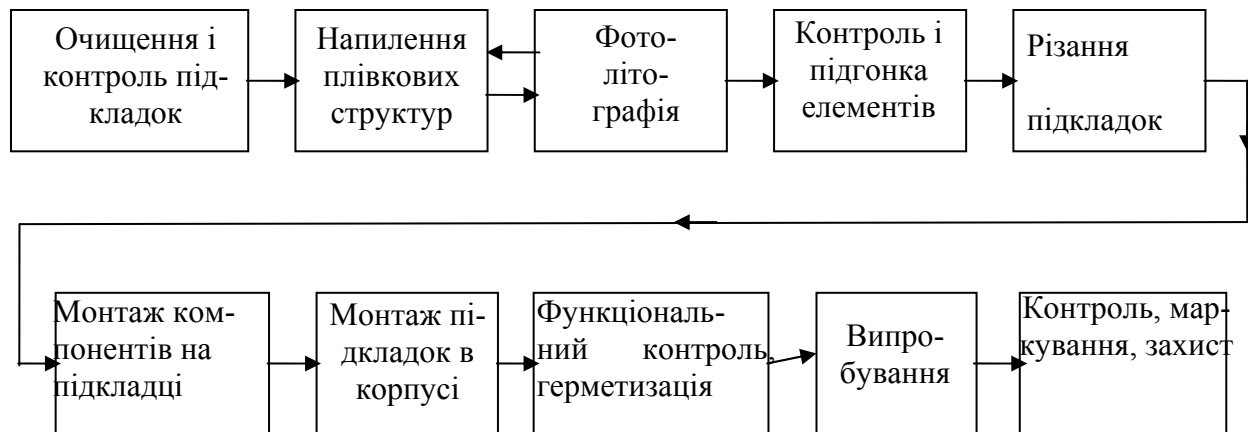 Очищення і
контроль під-
кладок
Напилення
плівкових
структур
Фото-
літо-
графія
Контроль і
підгонка
елементів
Різання
підкладок
Монтаж ком-
понентів на
підкладці
Монтаж пі-
дкладок в
корпусі
Функціональ-
ний контроль,
герметизація
Випро-
бування
Контроль, мар-
кування, захист